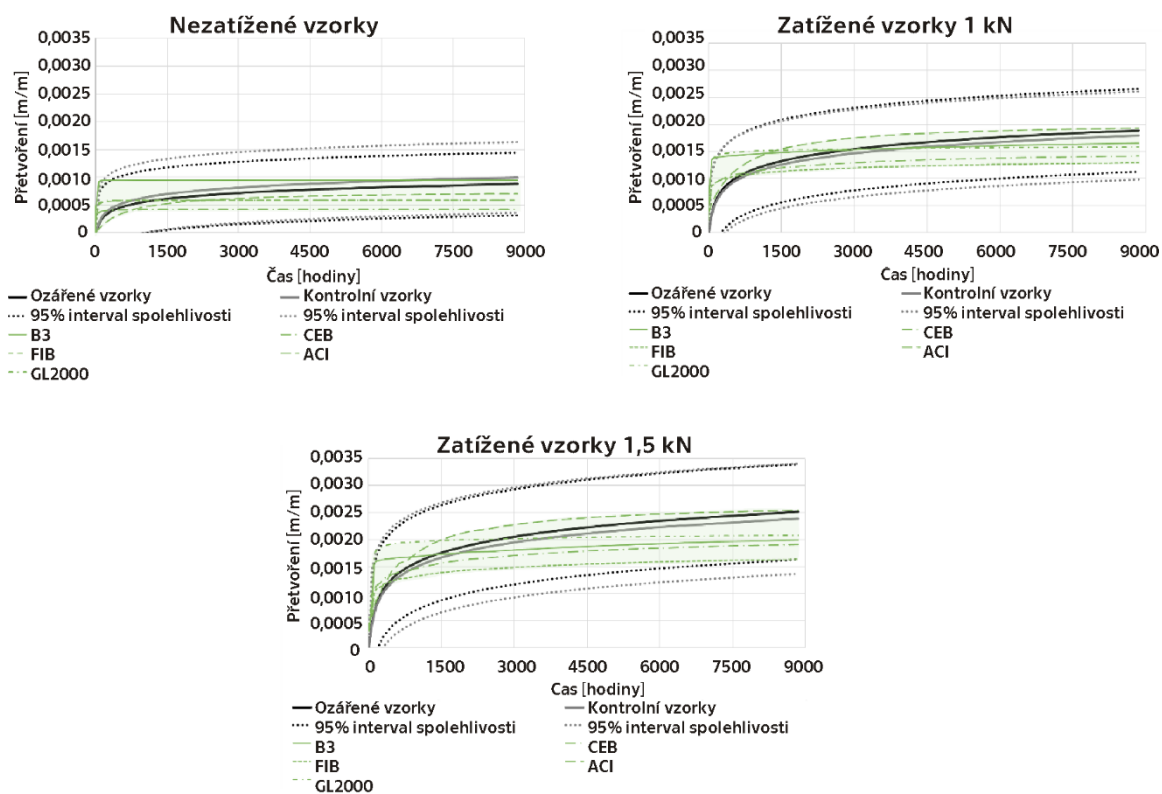 Nezatížené vzorky
Přetvoření [m/m]
0,0035
0,0030
0,0025
0,0020
0,0015
0,0010
0,0005
0
0 1500 3000 4500 6000 7500 9000
Čas [hodiny]
Ozářené vzorky Kontrolní vzorky
95% interval spolehlivosti 95% interval spolehlivosti
B3 CEB
FIB ACI
GL2000
Zatížené vzorky 1 kN
Přetvoření [m/m]
0,0035
0,0030
0,0025
0,0020
0,0015
0,0010
0,0005
0
0 1500 3000 4500 6000 7500 9000
Čas [hodiny]
Ozářené vzorky Kontrolní vzorky
95% interval spolehlivosti 95% interval spolehlivosti
B3 CEB
FIB ACI
GL2000
Zatížené vzorky 1,5 kN
Přetvoření [m/m]
0,0035
0,0030
0,0025
0,0020
0,0015
0,0010
0,0005
0
0 1500 3000 4500 6000 7500 9000
Čas [hodiny]
Ozářené vzorky Kontrolní vzorky
95% interval spolehlivosti 95% interval spolehlivosti
B3 CEB
FIB ACI
GL2000